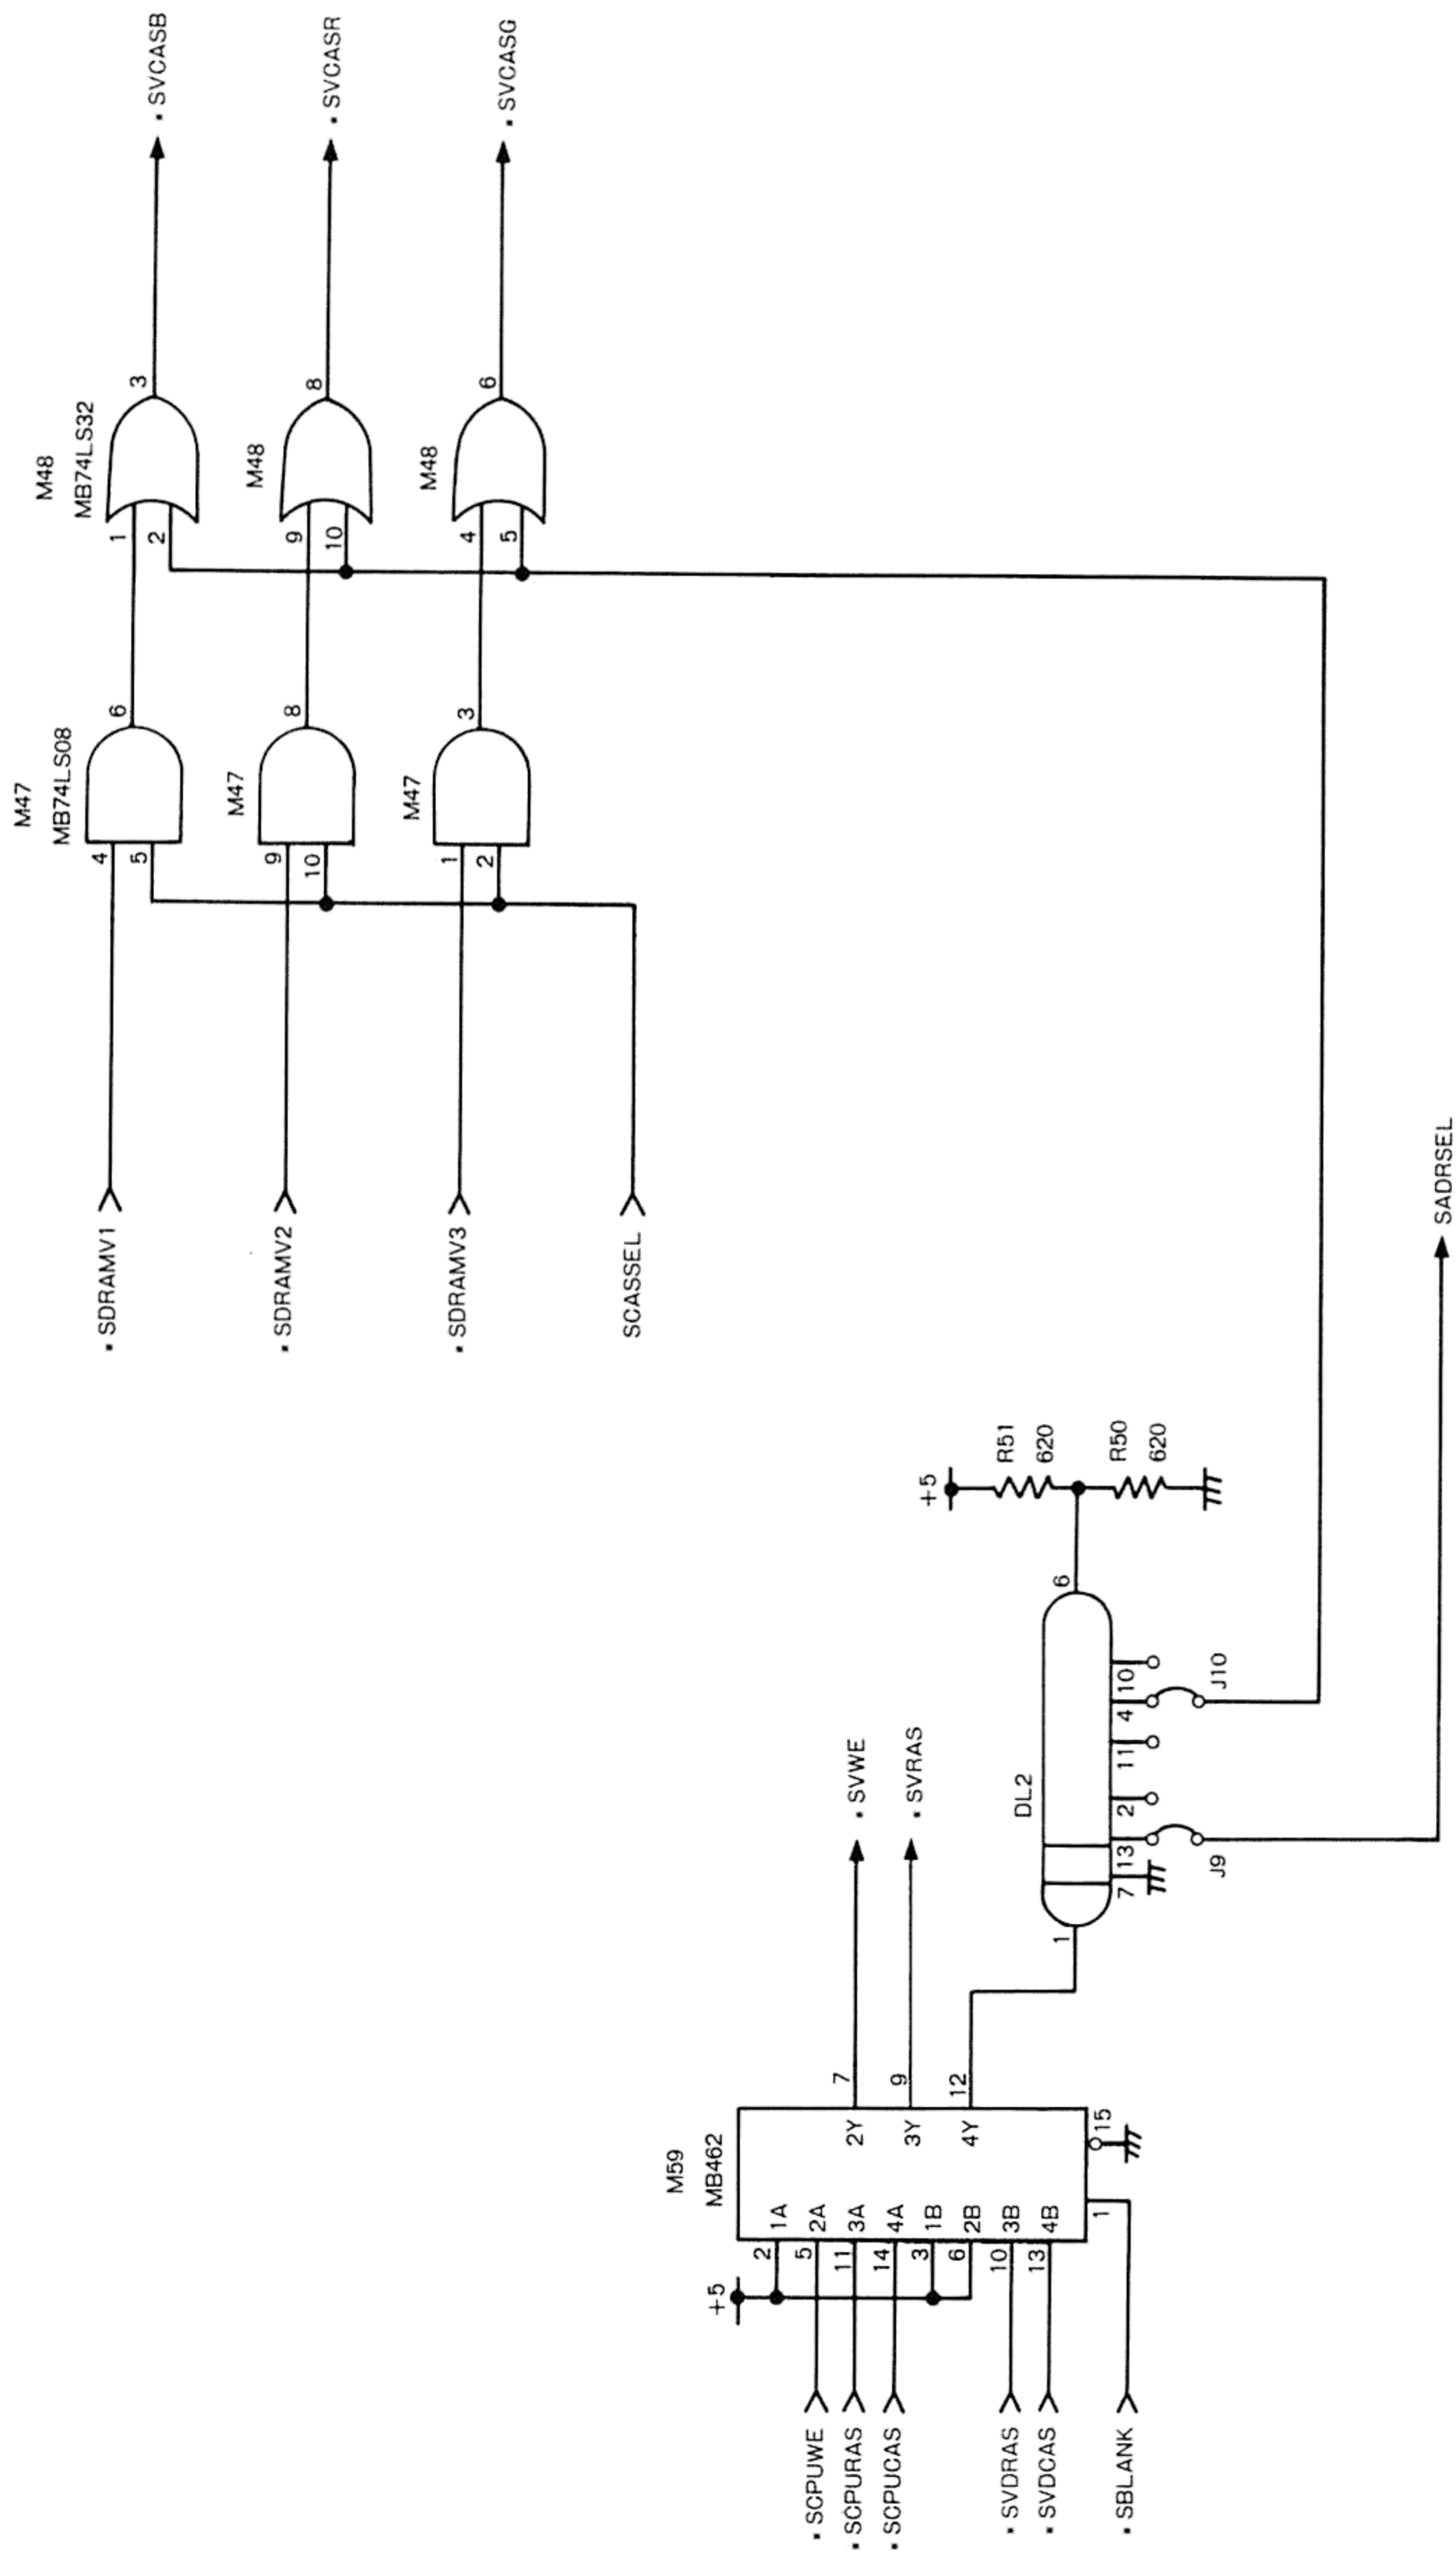 M47
MB74LS08
M48
MB74LS32
* SDRAMV1
4
5
6
1
2
3
* SVCASB
M47
M48
* SDRAMV2
9
10
8
9
10
8
* SVCASR
M47
M48
* SDRAMV3
1
2
3
4
5
6
* SVCASG
SCASSEL
M59
MB462
+5
2
1A
* SCPUWE
5
2A
2Y
7
* SVWE
* SCPURAS
11
3A
3Y
9
* SVRAS
* SCPUCAS
14
4A
4Y
12
3
1B
6
2B
* SVDRAS
10
3B
* SVDCAS
13
4B
* SBLANK
1
15
DL2
1
6
7
13
2
11
4
10
J9
J10
+5
R51
620
R50
620
SADRSEL